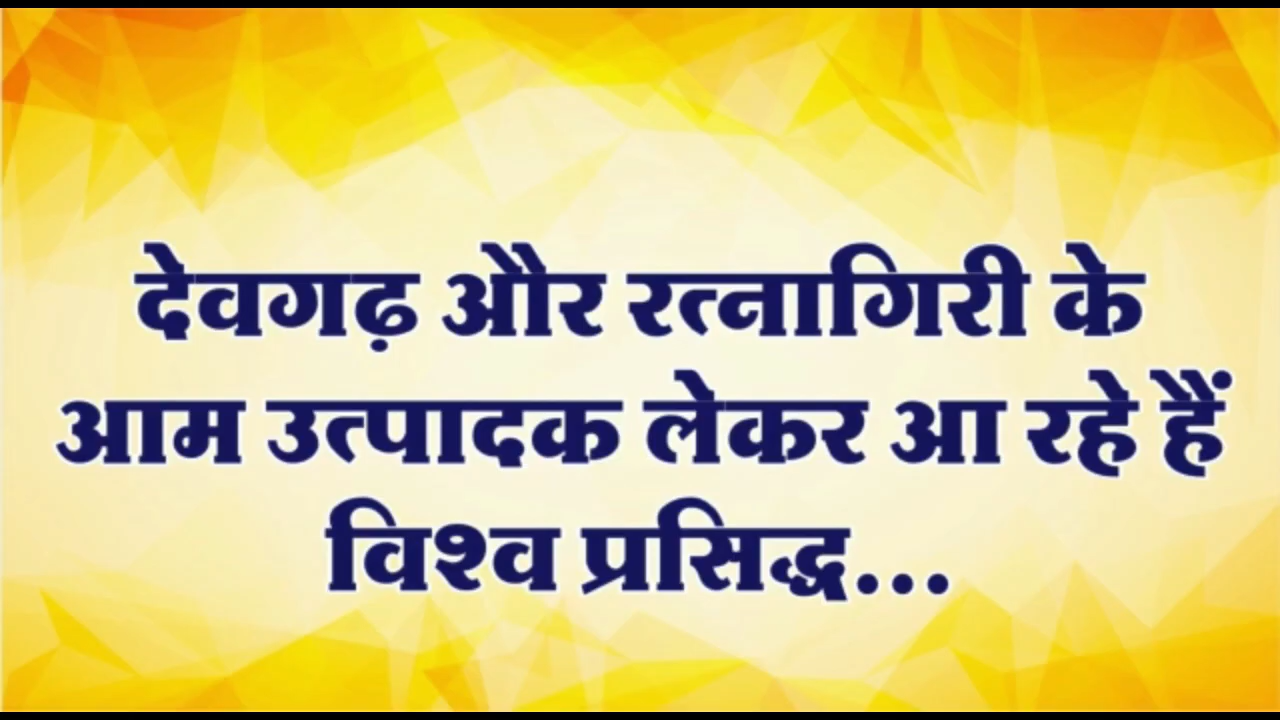 देवगढ़ और रत्नागिरी के
आम उत्पादक लेकर आ रहे हैं
विश्व प्रसिद्ध...